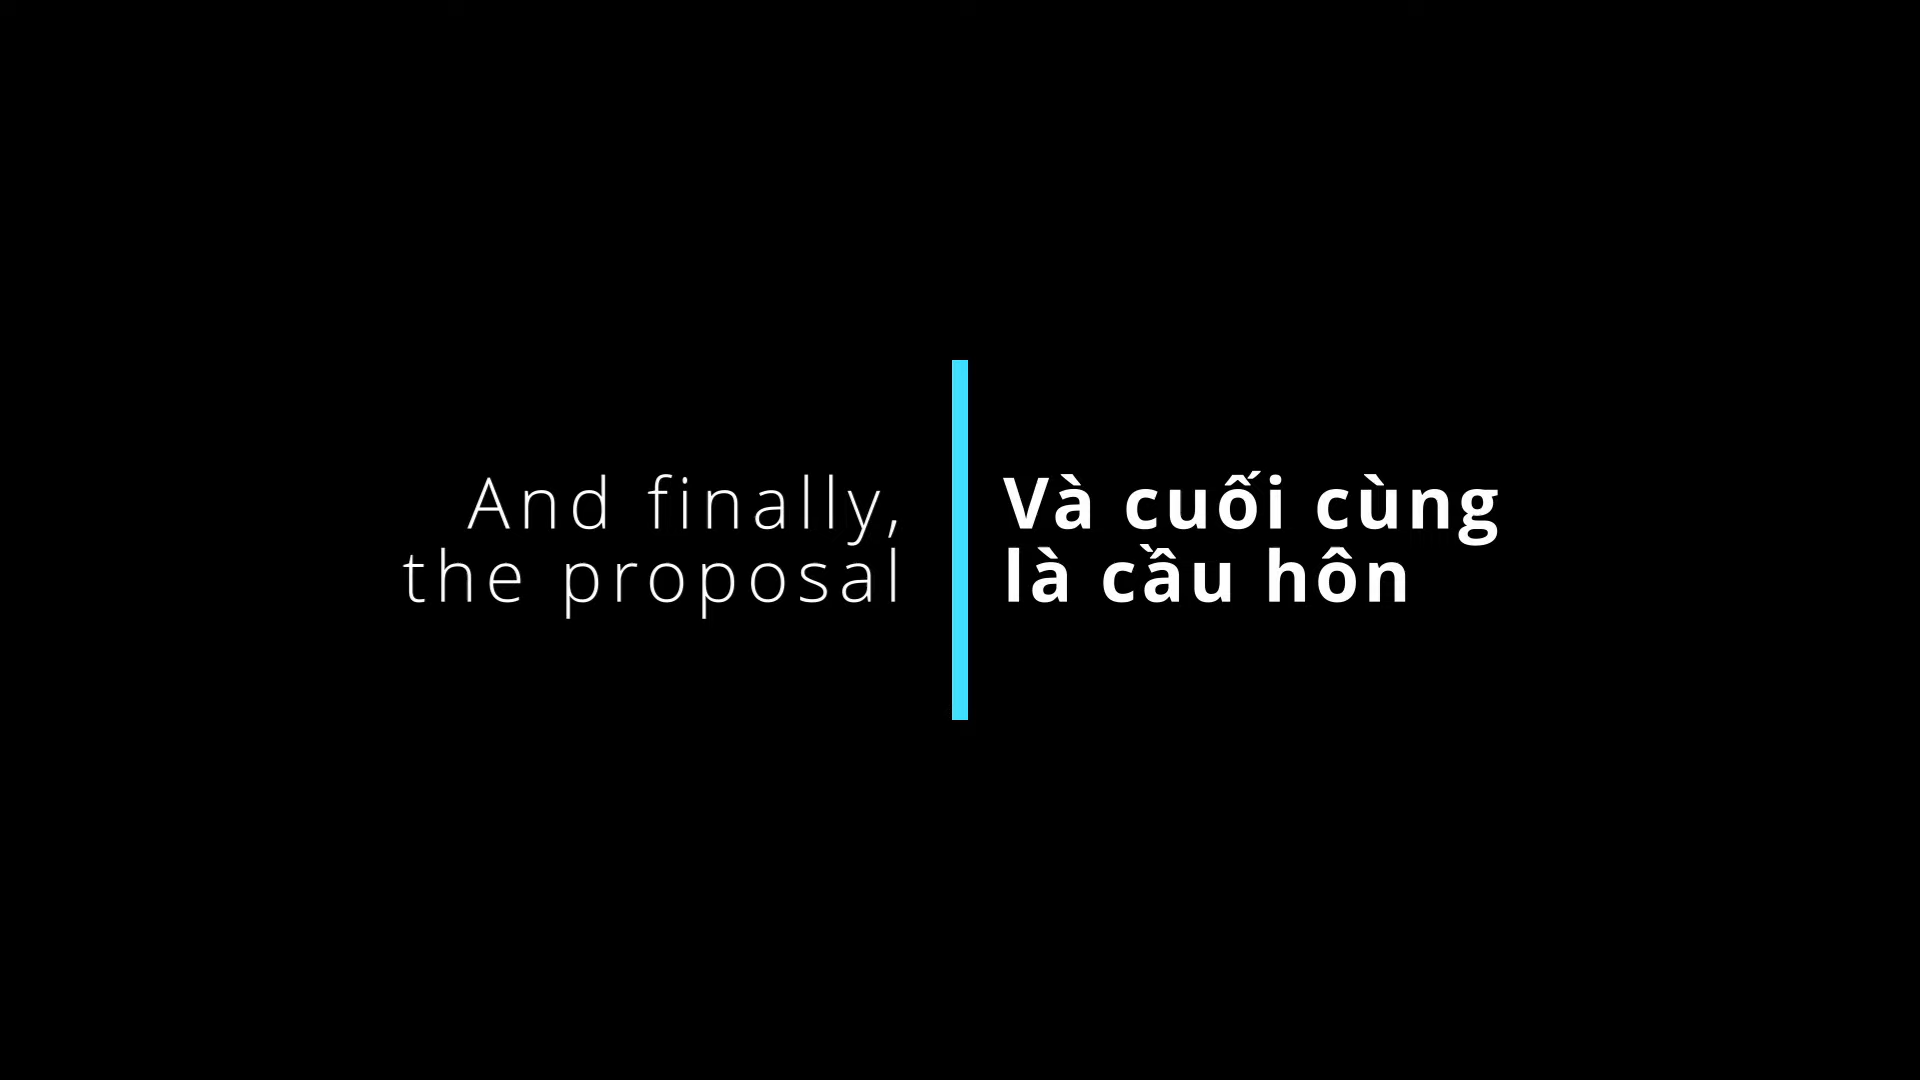 And finally,
the proposal
Và cuối cùng
là cầu hôn